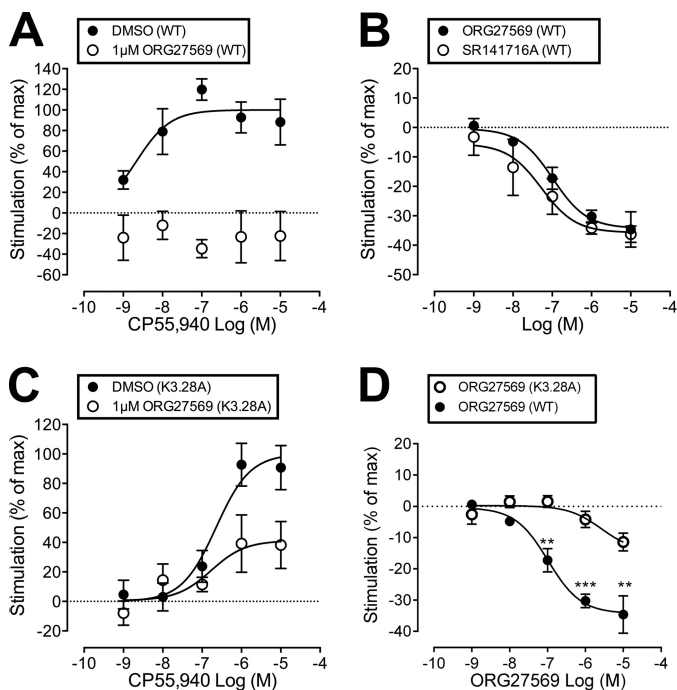 A
DMSO (WT)
1µM ORG27569 (WT)
Stimulation (% of max)
140
120
100
80
60
40
20
0
-20
-40
-60
-10 -9 -8 -7 -6 -5 -4
CP55,940 Log (M)
B
ORG27569 (WT)
SR141716A (WT)
Stimulation (% of max)
20
10
0
-10
-20
-30
-40
-50
-10 -9 -8 -7 -6 -5 -4
Log (M)
C
DMSO (K3.28A)
1µM ORG27569 (K3.28A)
Stimulation (% of max)
120
100
80
60
40
20
0
-20
-10 -9 -8 -7 -6 -5 -4
CP55,940 Log (M)
D
ORG27569 (K3.28A)
ORG27569 (WT)
Stimulation (% of max)
20
10
0
-10
-20
-30
-40
** *** **
-10 -9 -8 -7 -6 -5 -4
ORG27569 Log (M)